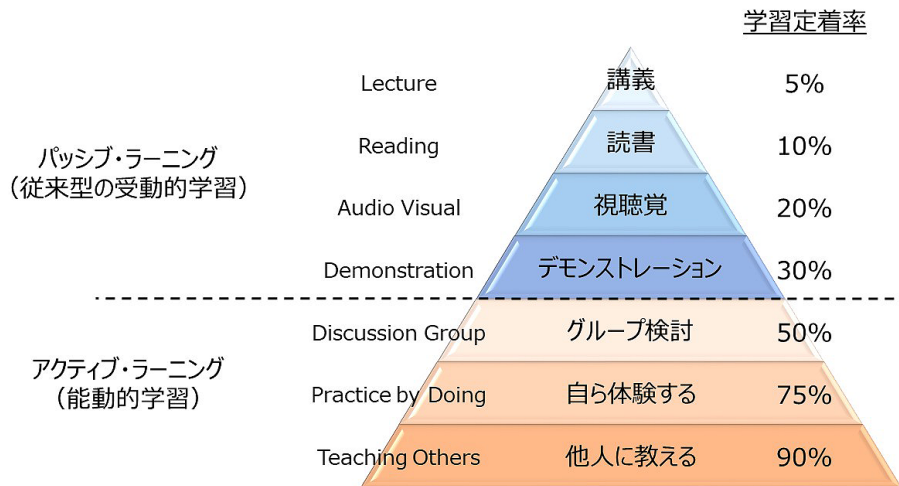 学習定着率
Lecture 講義 5%
Reading 読書 10%
パッシブ・ラーニング
（従来型の受動的学習）
Audio Visual 視聴覚 20%
Demonstration デモンストレーション 30%
Discussion Group グループ検討 50%
アクティブ・ラーニング
（能動的学習）
Practice by Doing 自ら体験する 75%
Teaching Others 他人に教える 90%